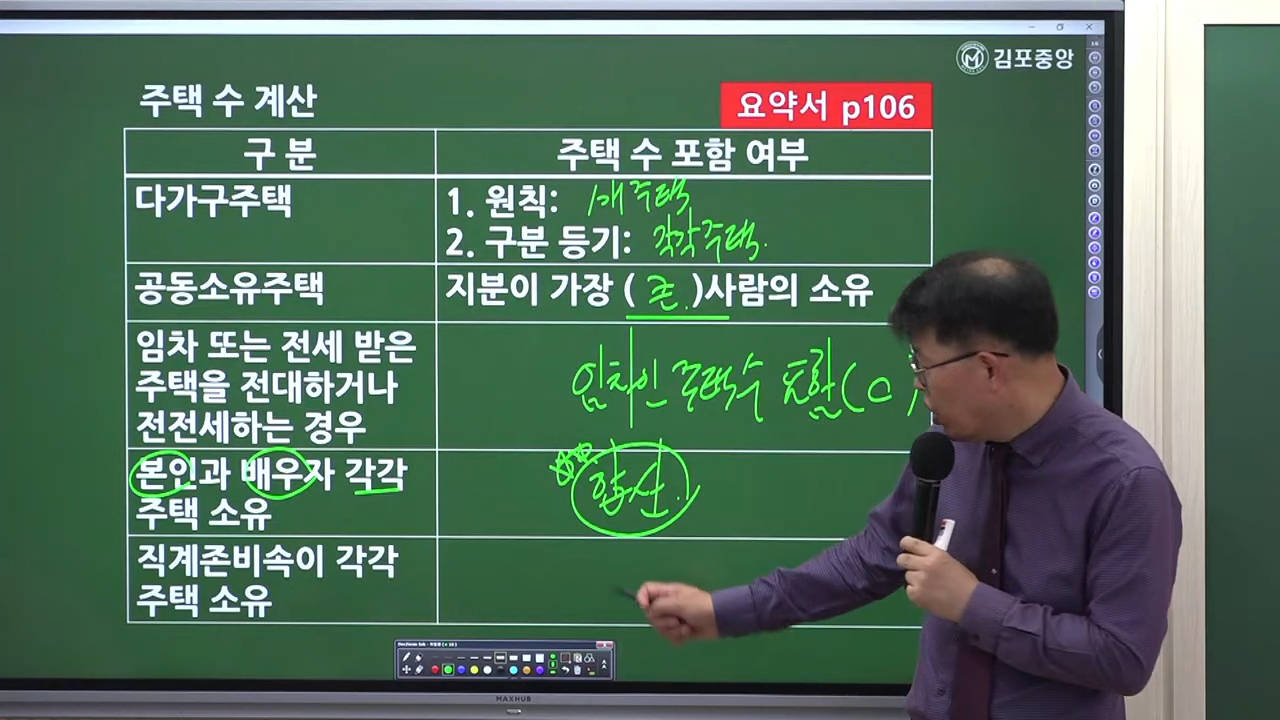 김포중앙
주택 수 계산
요약서 p106
구 분
주택 수 포함 여부
다가구주택
1. 원칙: 1개 주택
2. 구분 등기: 각각 주택.
공동소유주택
지분이 가장 ( 큰. )사람의 소유
임차 또는 전세 받은
주택을 전대하거나
전전세하는 경우
임차인 주택수 포함(○)
본인과 배우자 각각
주택 소유
합산.
직계존비속이 각각
주택 소유
MAXHUB